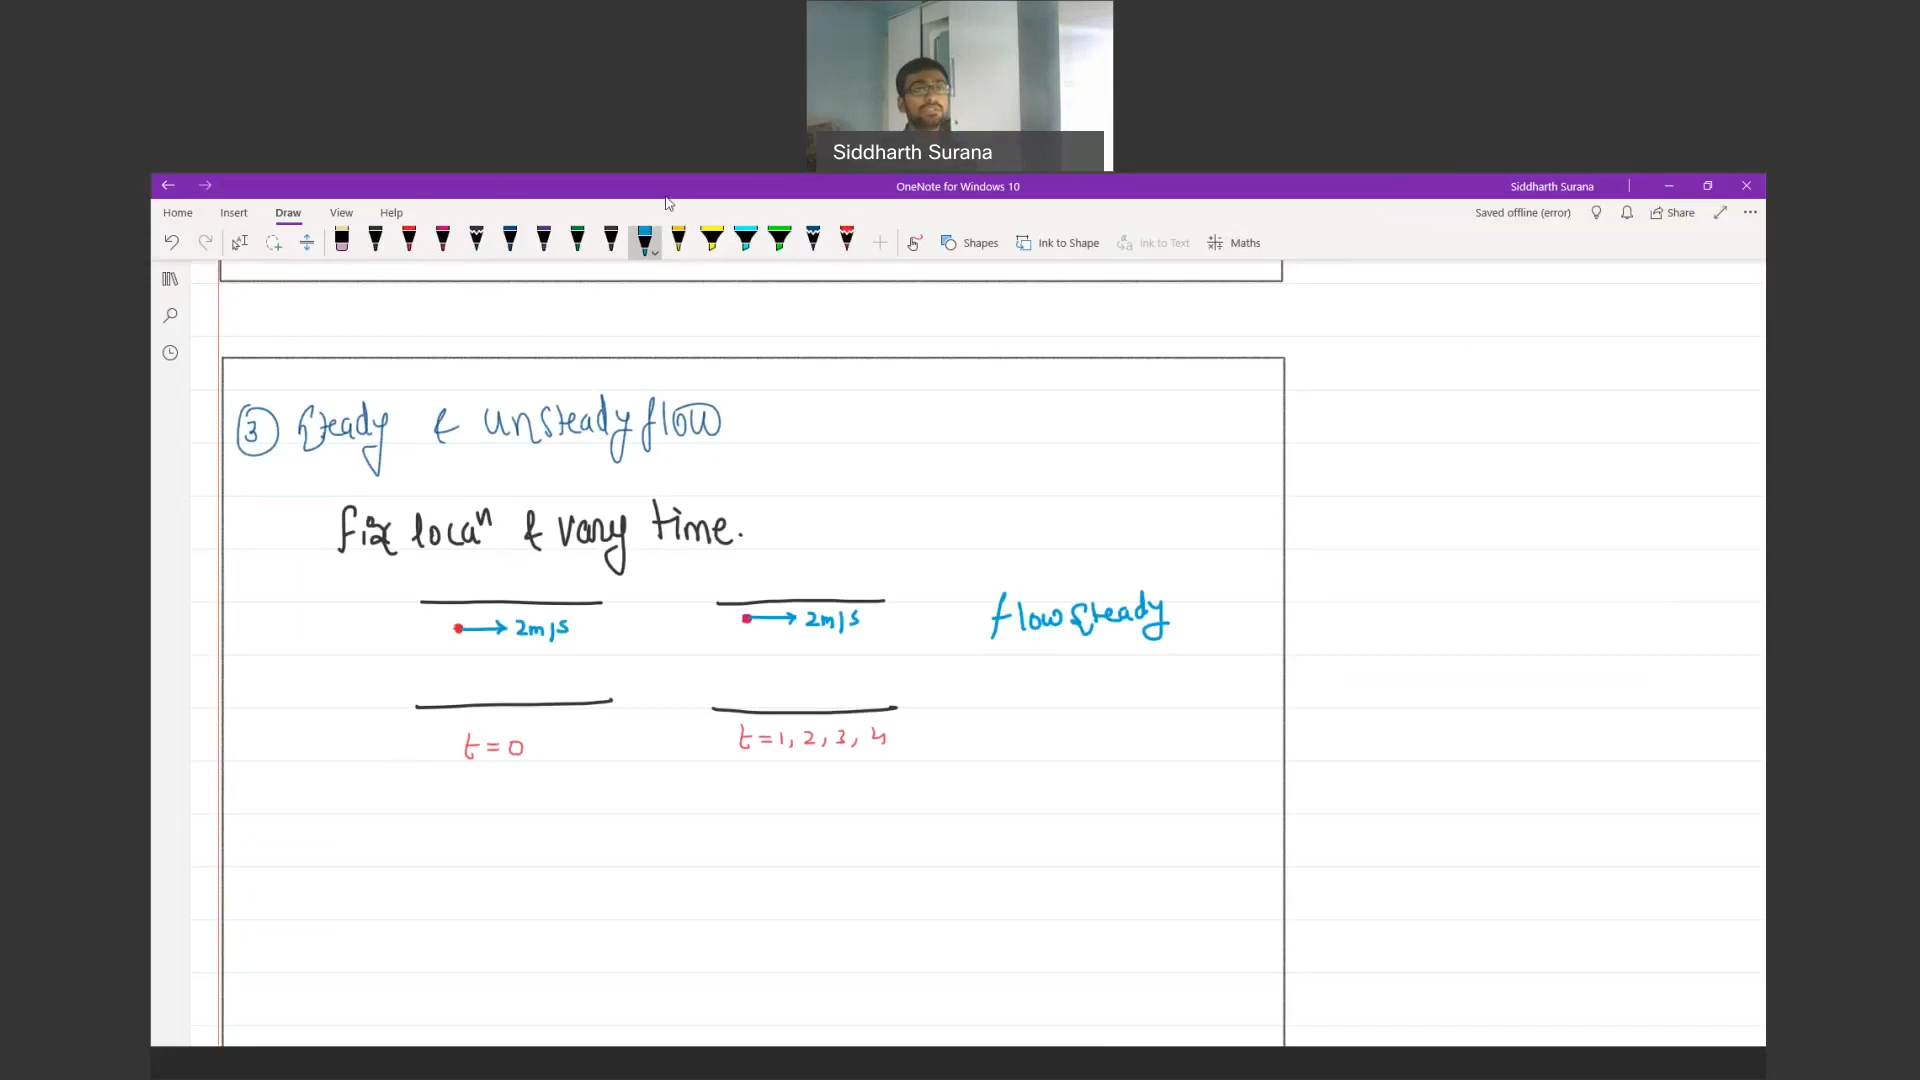 Siddharth Surana
OneNote for Windows 10
Siddharth Surana
Home Insert Draw View Help
Saved offline (error) Share
Shapes Ink to Shape Ink to Text Maths
3 Steady & unsteady flow
fix locaⁿ & vary time.
2m/s 2m/s flow steady
t=0 t=1, 2, 3, 4